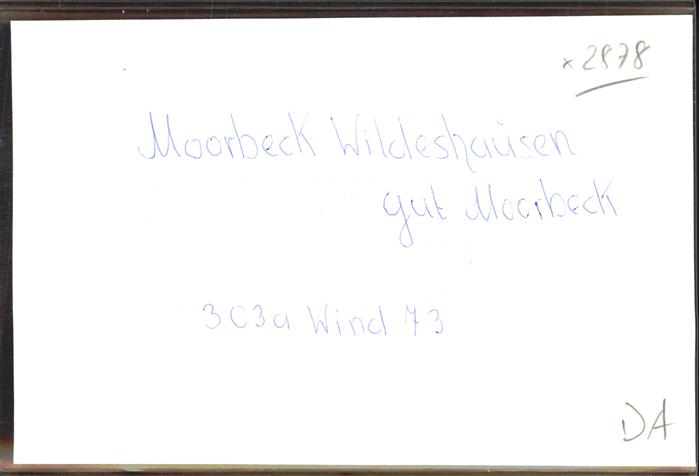 x2878
Moorbeck Wildeshausen
gut Moorbeck
303a Wind 73
DA